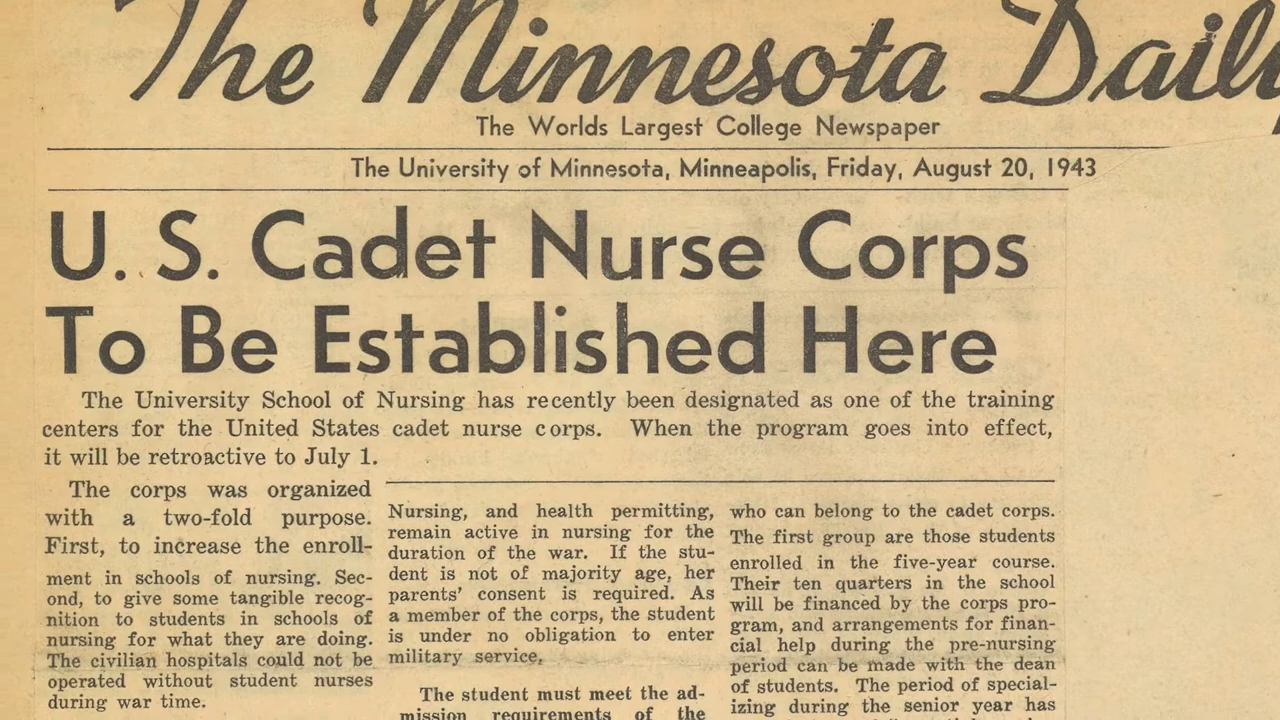 The Minnesota Daily
The Worlds Largest College Newspaper
The University of Minnesota, Minneapolis, Friday, August 20, 1943
U. S. Cadet Nurse Corps
To Be Established Here
The University School of Nursing has recently been designated as one of the training
centers for the United States cadet nurse corps. When the program goes into effect,
it will be retroactive to July 1.
The corps was organized
with a two-fold purpose.
First, to increase the enroll-
ment in schools of nursing. Sec-
ond, to give some tangible recog-
nition to students in schools of
nursing for what they are doing.
The civilian hospitals could not be
operated without student nurses
during war time.
Nursing, and health permitting,
remain active in nursing for the
duration of the war. If the stu-
dent is not of majority age, her
parents' consent is required. As
a member of the corps, the student
is under no obligation to enter
military service.
The student must meet the ad-
mission requirements of the
who can belong to the cadet corps.
The first group are those students
enrolled in the five-year course.
Their ten quarters in the school
will be financed by the corps pro-
gram, and arrangements for finan-
cial help during the pre-nursing
period can be made with the dean
of students. The period of special-
izing during the senior year has